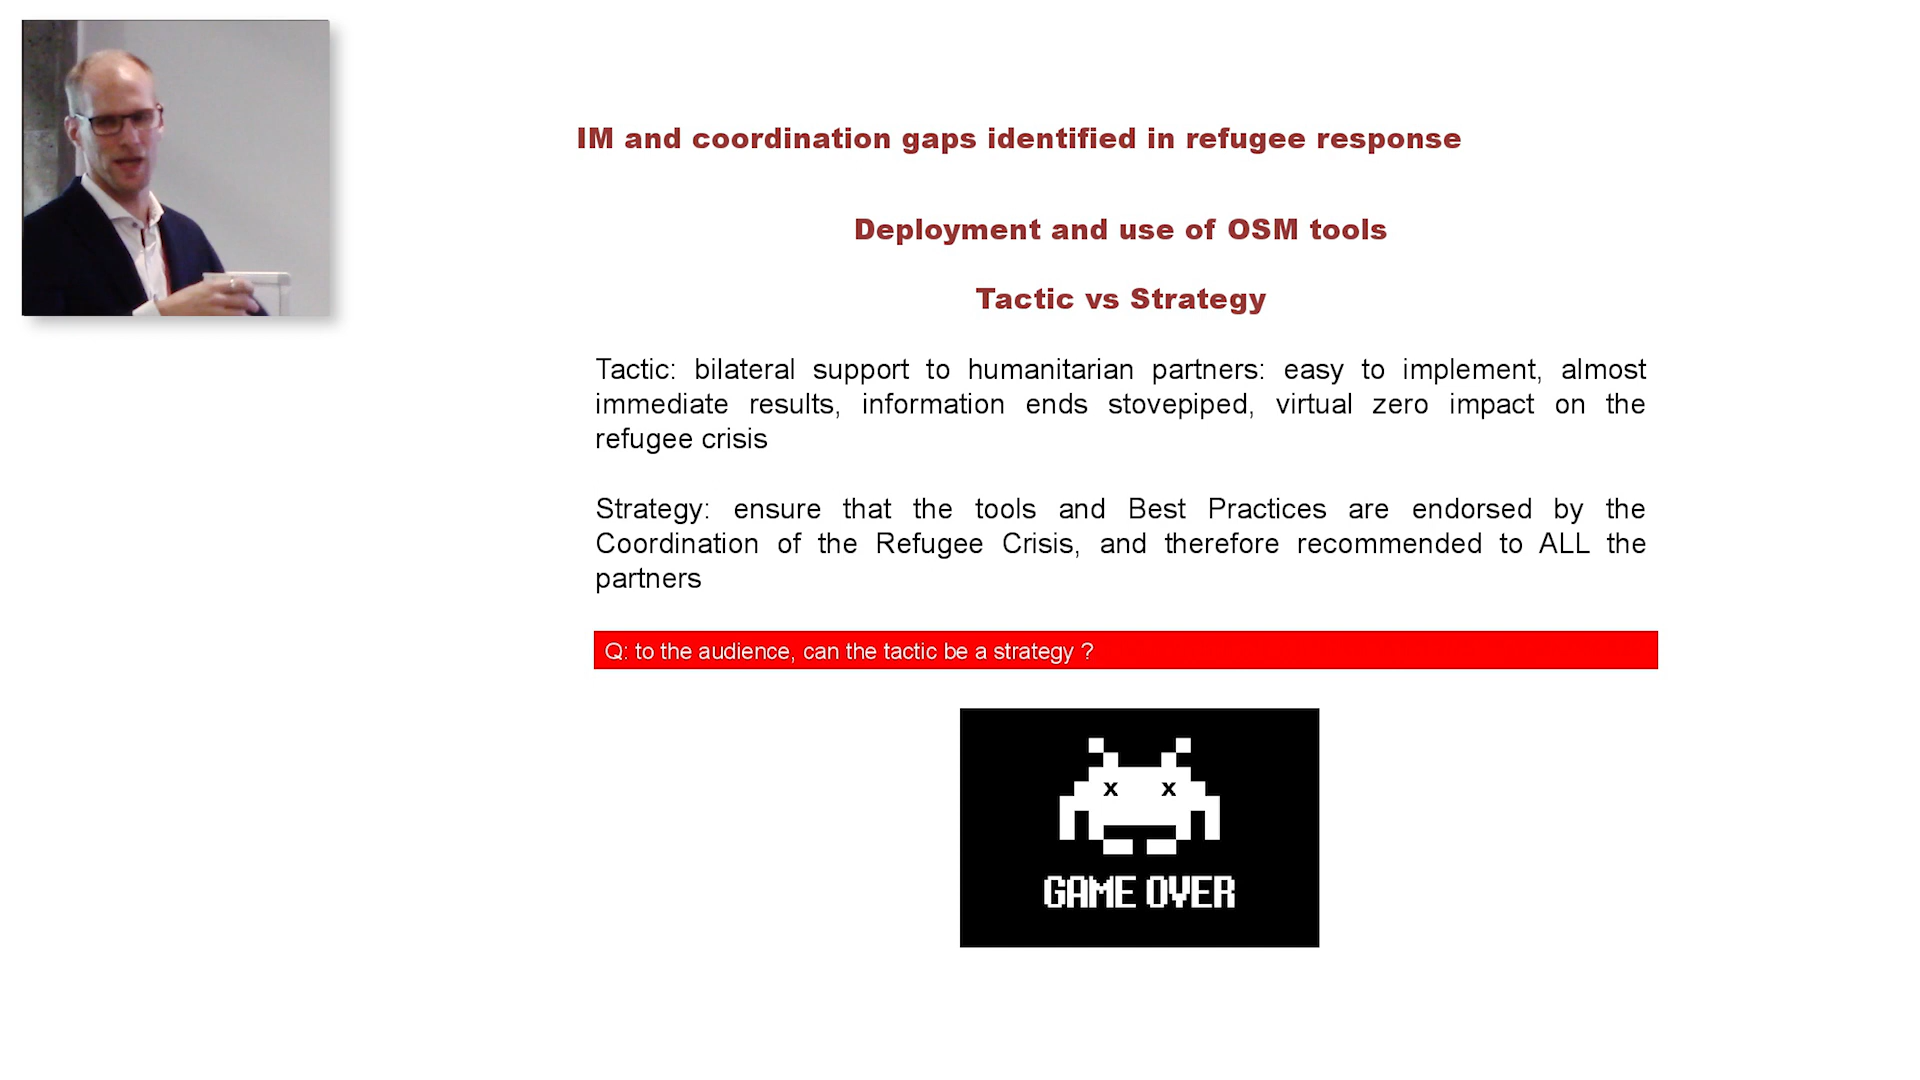 IM and coordination gaps identified in refugee response
Deployment and use of OSM tools
Tactic vs Strategy
Tactic: bilateral support to humanitarian partners: easy to implement, almost
immediate results, information ends stovepiped, virtual zero impact on the
refugee crisis
Strategy: ensure that the tools and Best Practices are endorsed by the
Coordination of the Refugee Crisis, and therefore recommended to ALL the
partners
Q: to the audience, can the tactic be a strategy ?
x x
GAME OVER